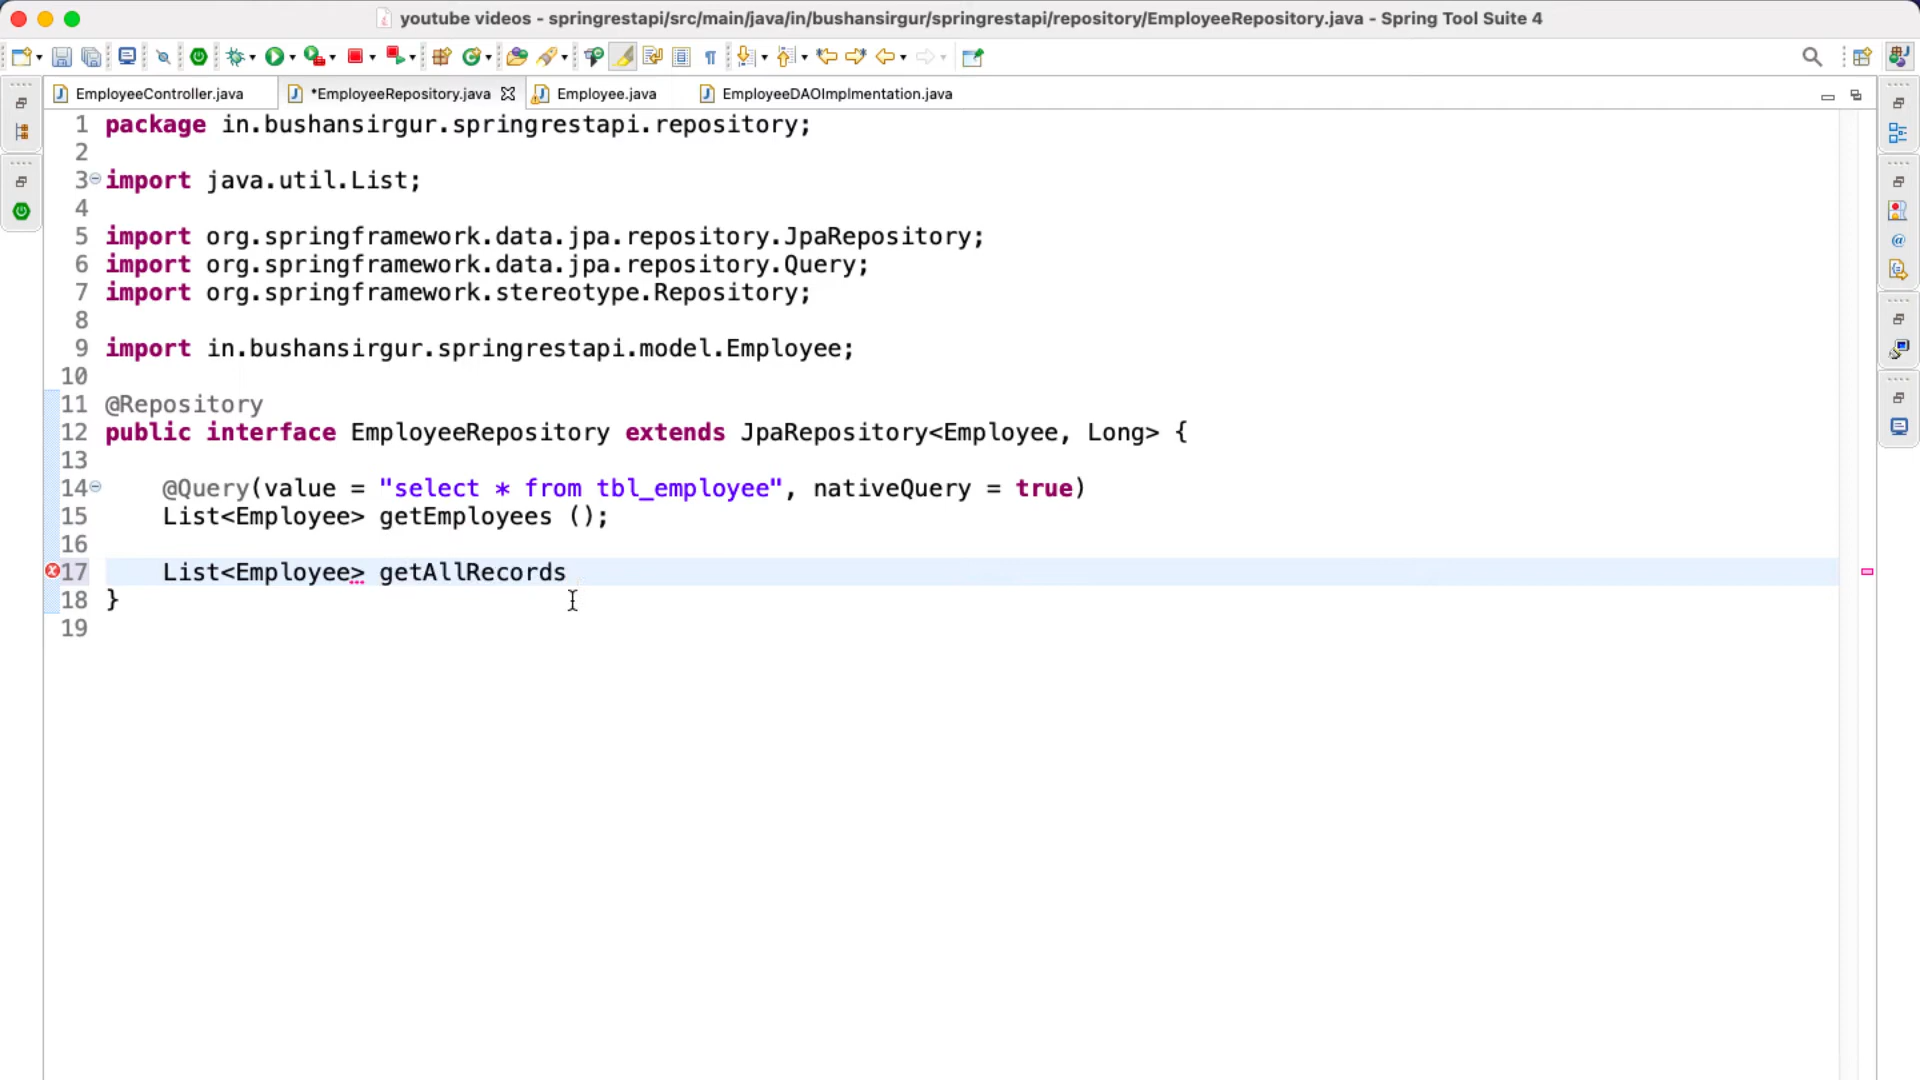 youtube videos - springrestapi/src/main/java/in/bushansirgur/springrestapi/repository/EmployeeRepository.java - Spring Tool Suite 4
EmployeeController.java
*EmployeeRepository.java
Employee.java
EmployeeDAOImplmentation.java
1 package in.bushansirgur.springrestapi.repository;
2
3 import java.util.List;
4
5 import org.springframework.data.jpa.repository.JpaRepository;
6 import org.springframework.data.jpa.repository.Query;
7 import org.springframework.stereotype.Repository;
8
9 import in.bushansirgur.springrestapi.model.Employee;
10
11 @Repository
12 public interface EmployeeRepository extends JpaRepository<Employee, Long> {
13
14 @Query(value = "select * from tbl_employee", nativeQuery = true)
15 List<Employee> getEmployees ();
16
17 List<Employee> getAllRecords
18 }
19